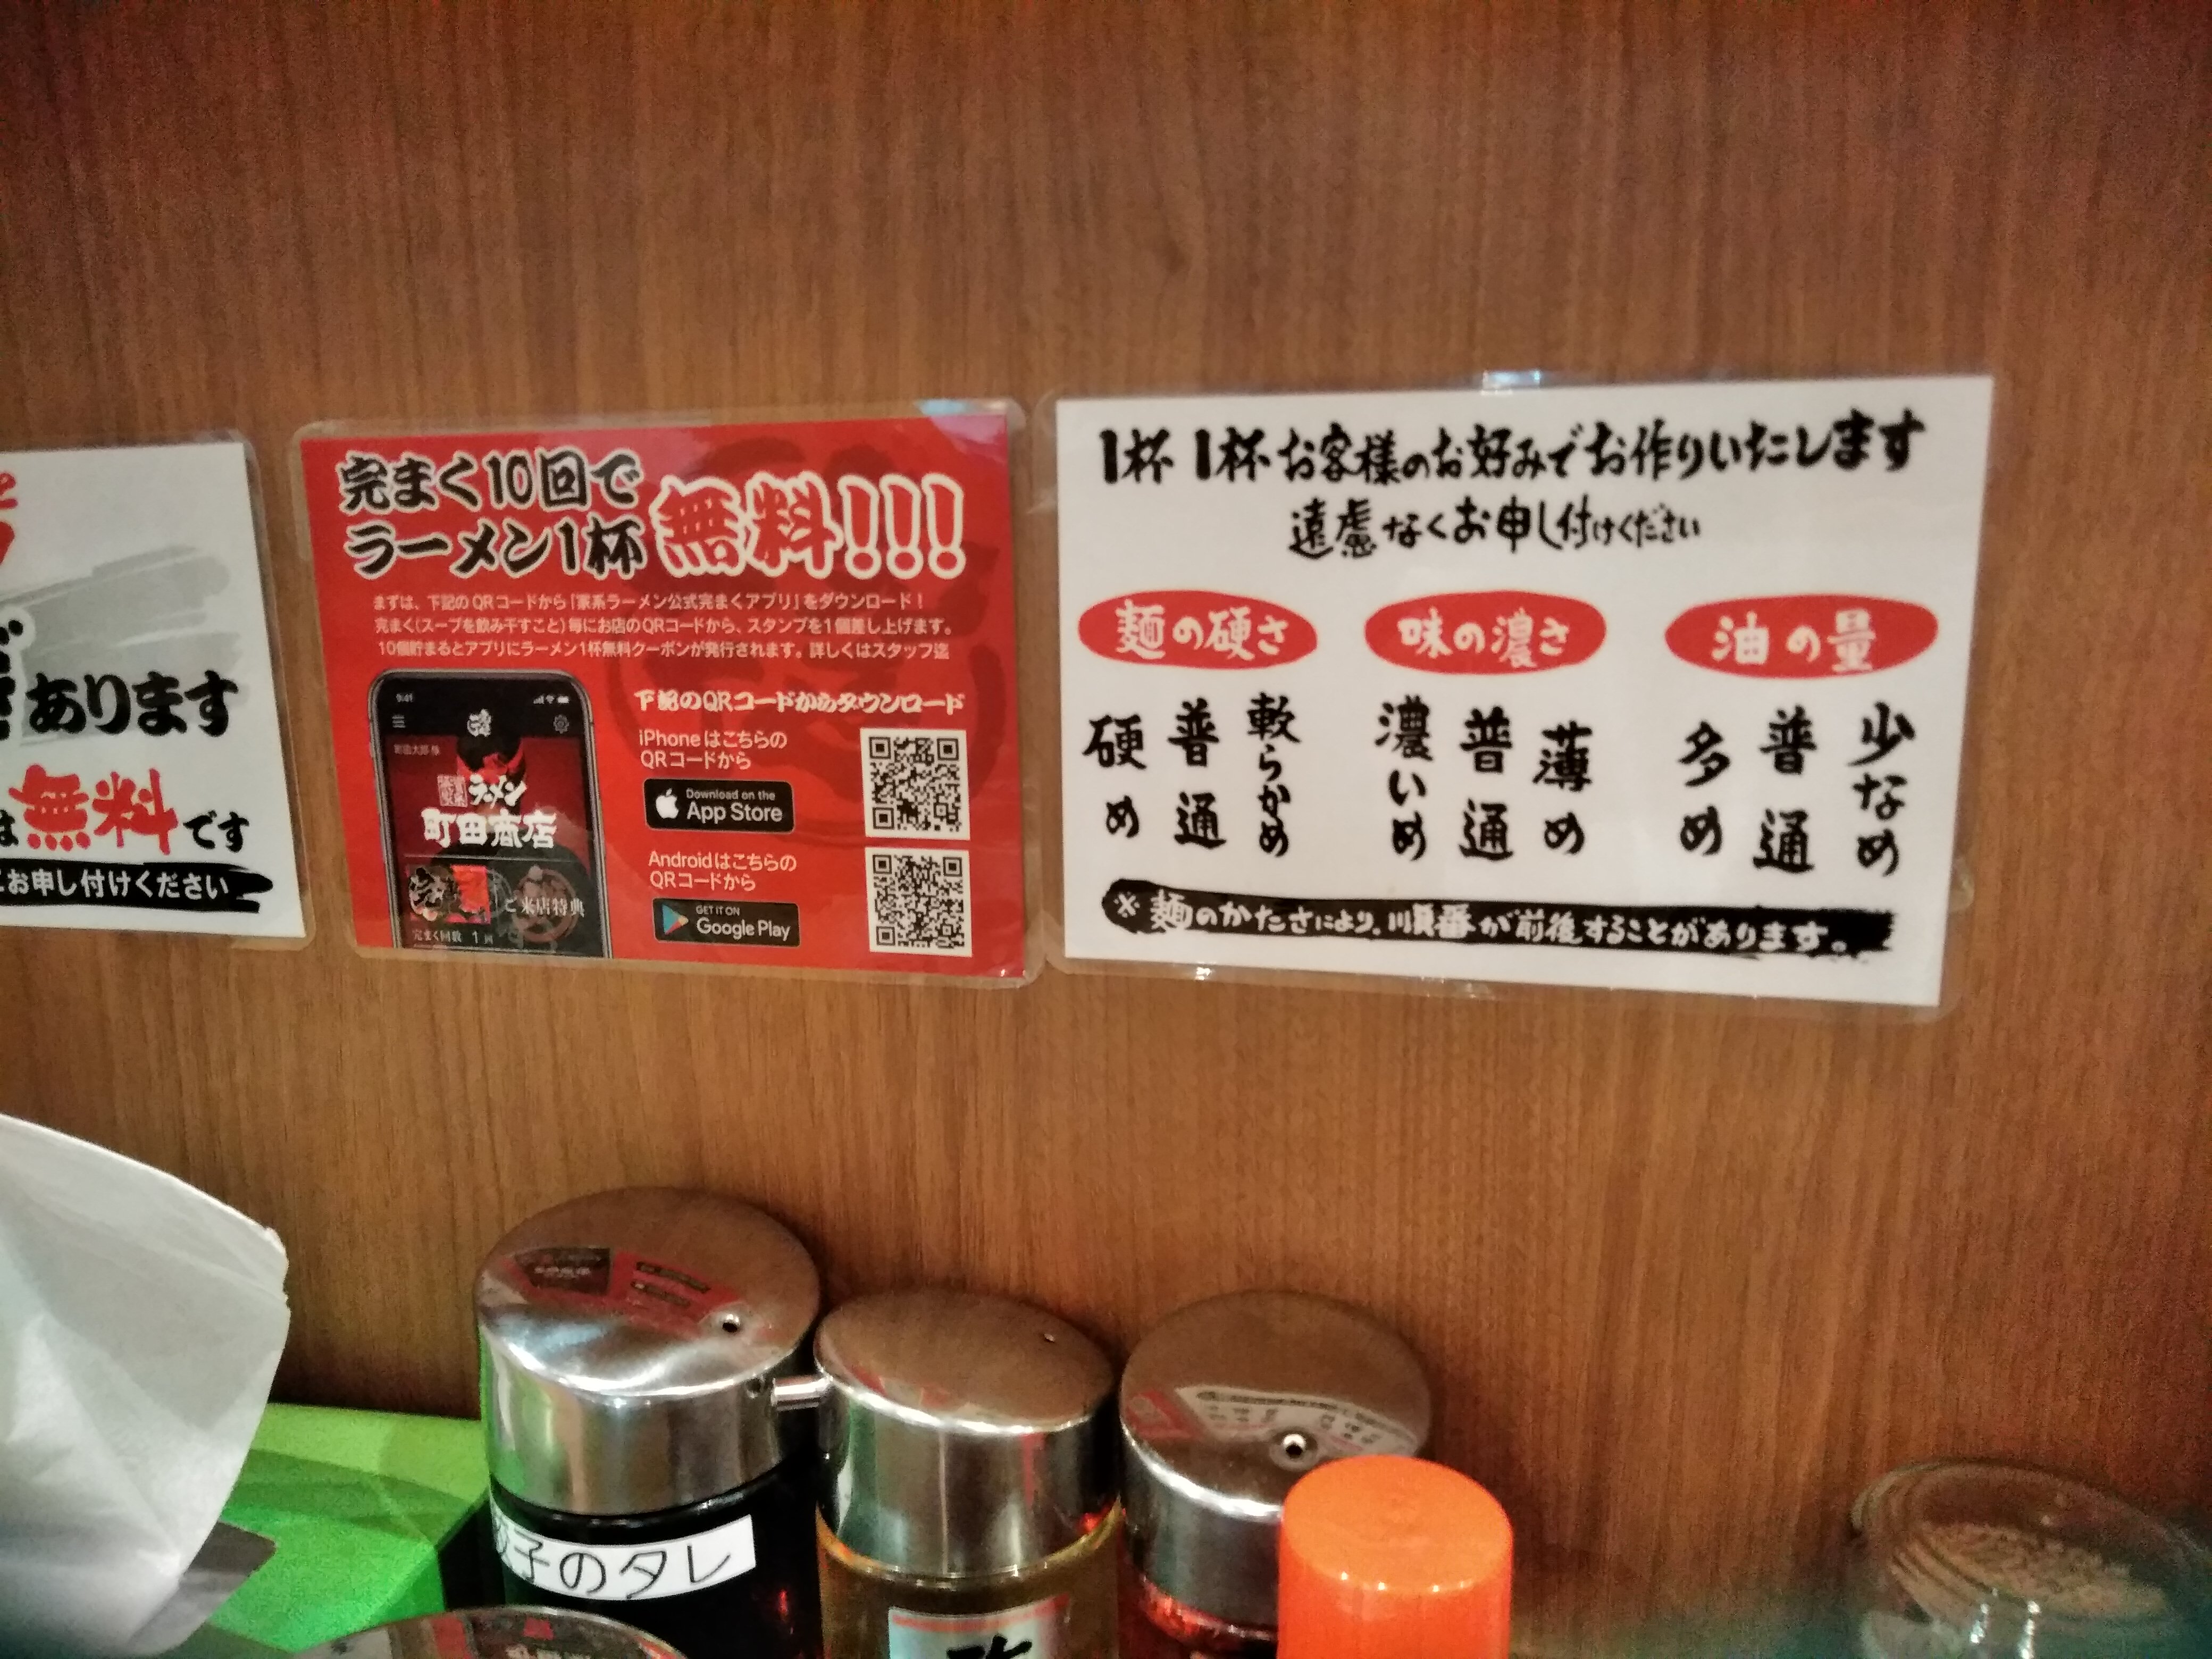 あります
は無料です
お申し付けください
完まく10回で
ラーメン1杯 無料!!!
まずは、下記のQRコードから「家系ラーメン公式完まくアプリ」をダウンロード！
完まく(スープを飲み干すこと)毎にお店のQRコードから、スタンプを1個差し上げます。
10個貯まるとアプリにラーメン1杯無料クーポンが発行されます。詳しくはスタッフ迄
下記のQRコードからダウンロード
iPhoneはこちらの
QRコードから
Download on the
App Store
Androidはこちらの
QRコードから
GET IT ON
Google Play
9:41
ラーメン
町田商店
ご来店特典
完まく回数 1回
1杯1杯お客様のお好みでお作りいたします
遠慮なくお申し付けください
麺の硬さ
硬め
普通
軟らかめ
味の濃さ
濃いめ
普通
薄め
油の量
多め
普通
少なめ
※麺のかたさにより、順番が前後することがあります。
子のタレ